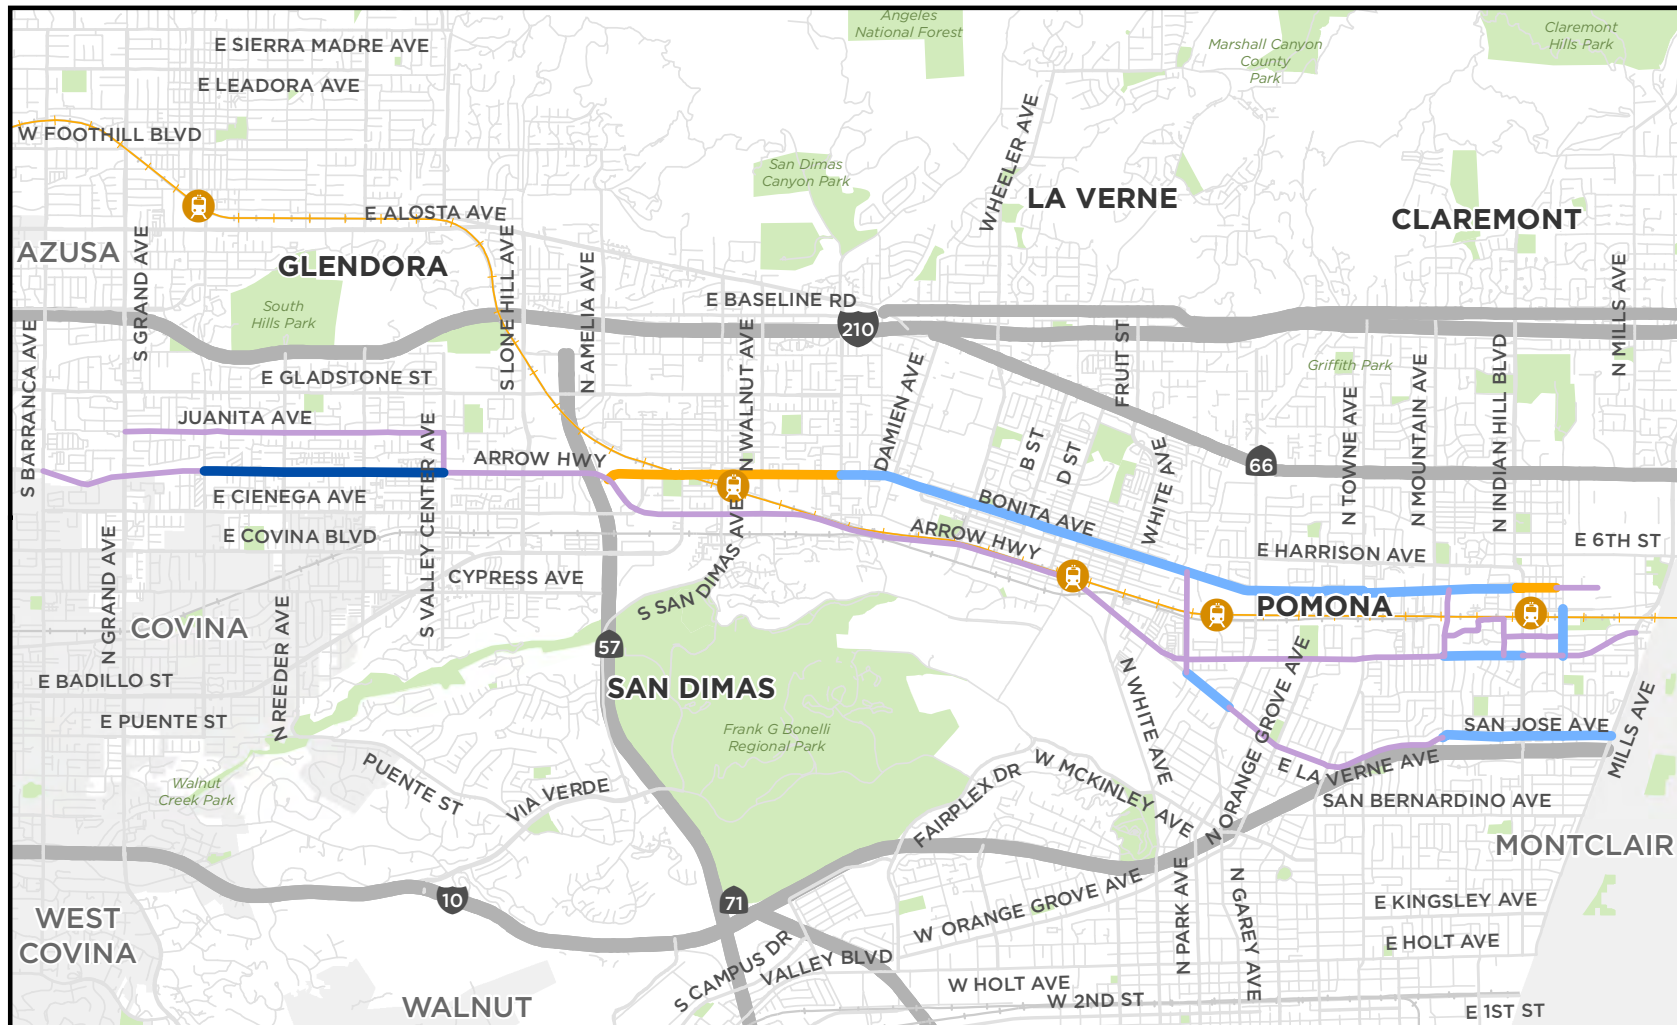 Angeles
National Forest
Claremont
Hills Park
Marshall Canyon
County
Park
E SIERRA MADRE AVE
E LEADORA AVE
W FOOTHILL BLVD
WHEELER AVE
San Dimas
Canyon Park
LA VERNE
CLAREMONT
E ALOSTA AVE
AZUSA
GLENDORA
S GRAND AVE
S LONE HILL AVE
N AMELIA AVE
N MILLS AVE
South
Hills Park
E BASELINE RD
210
S BARRANCA AVE
N WALNUT AVE
DAMIEN AVE
FRUIT ST
Griffith Park
N TOWNE AVE
N MOUNTAIN AVE
N INDIAN HILL BLVD
E GLADSTONE ST
JUANITA AVE
S VALLEY CENTER AVE
ARROW HWY
B ST
D ST
WHITE AVE
66
E CIENEGA AVE
BONITA AVE
E COVINA BLVD
ARROW HWY
E HARRISON AVE
E 6TH ST
N GRAND AVE
CYPRESS AVE
S SAN DIMAS AVE
COVINA
N REEDER AVE
POMONA
57
E BADILLO ST
SAN DIMAS
N WHITE AVE
N ORANGE GROVE AVE
E PUENTE ST
Frank G Bonelli
Regional Park
SAN JOSE AVE
MILLS AVE
Walnut
Creek Park
PUENTE ST
VIA VERDE
FAIRPLEX DR
W MCKINLEY AVE
E LA VERNE AVE
SAN BERNARDINO AVE
MONTCLAIR
10
71
W ORANGE GROVE AVE
N PARK AVE
N GAREY AVE
E KINGSLEY AVE
WEST
COVINA
E HOLT AVE
S CAMPUS DR
VALLEY BLVD
W HOLT AVE
W 2ND ST
WALNUT
E 1ST ST